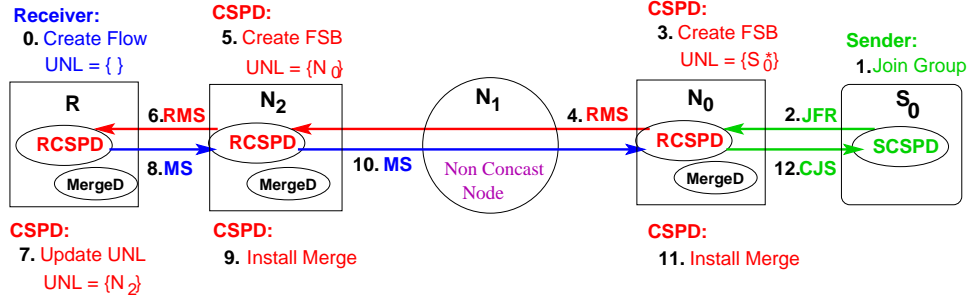 Receiver:
0. Create Flow
UNL = { }
CSPD:
5. Create FSB
UNL = {N0}
CSPD:
3. Create FSB
UNL = {S0*}
Sender:
1. Join Group
R
N2
N1
N0
S0
6. RMS
4. RMS
2. JFR
RCSPD
RCSPD
RCSPD
SCSPD
8. MS
10. MS
12. CJS
MergeD
MergeD
Non Concast
Node
MergeD
CSPD:
7. Update UNL
UNL = {N2}
CSPD:
9. Install Merge
CSPD:
11. Install Merge